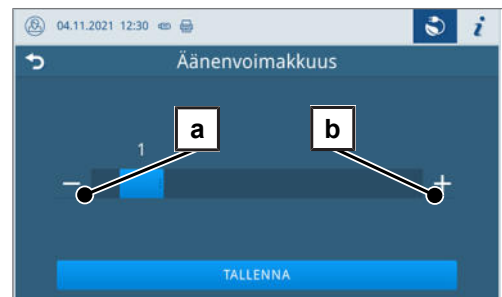 04.11.2021 12:30 i
Äänenvoimakkuus
a b
1
− +
TALLENNA